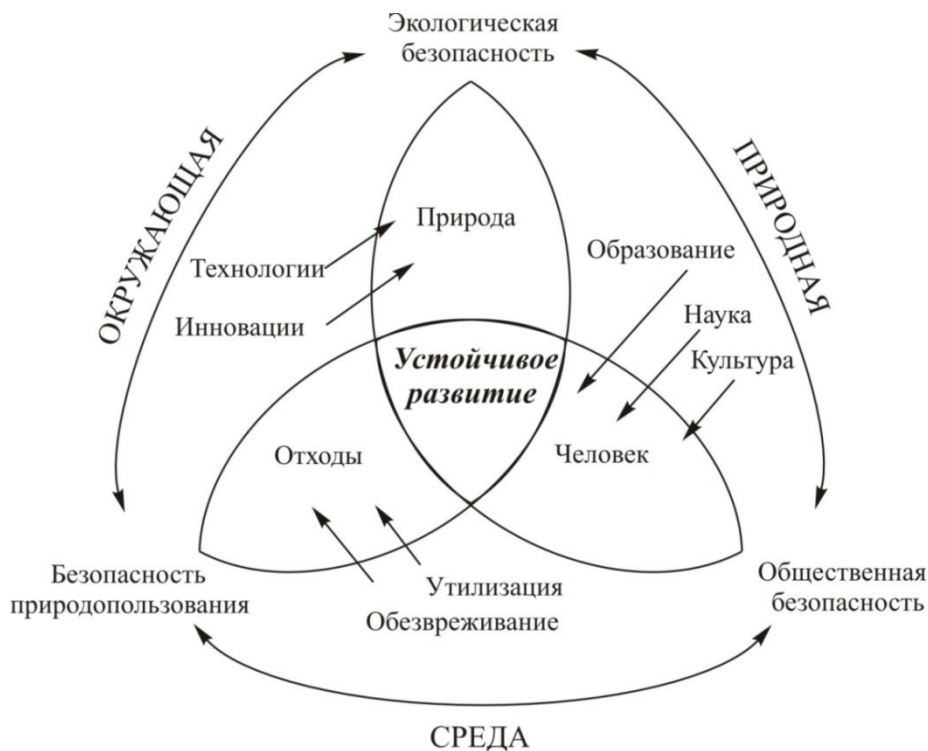 Экологическая
безопасность
ОКРУЖАЮЩАЯ
ПРИРОДНАЯ
Природа
Технологии
Инновации
Образование
Наука
Культура
Устойчивое
развитие
Отходы
Человек
Безопасность
природопользования
Утилизация
Обезвреживание
Общественная
безопасность
СРЕДА